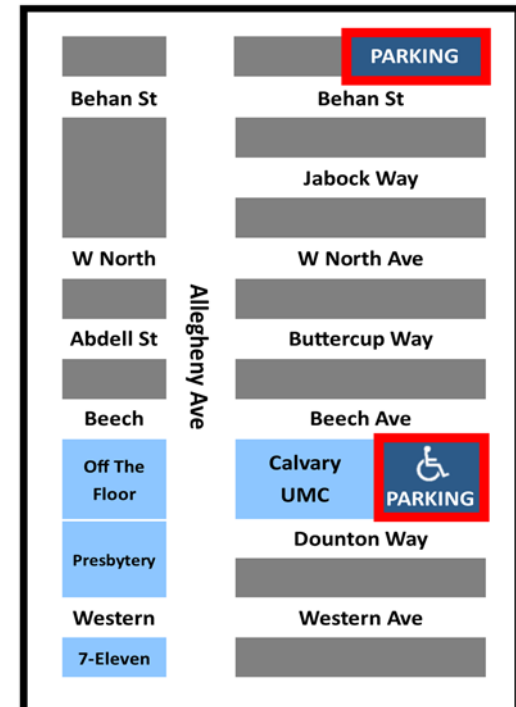 PARKING
Behan St
Behan St
Jabock Way
W North
W North Ave
Allegheny Ave
Abdell St
Buttercup Way
Beech
Beech Ave
Off The
Floor
Calvary
UMC
PARKING
Dounton Way
Presbytery
Western
Western Ave
7-Eleven